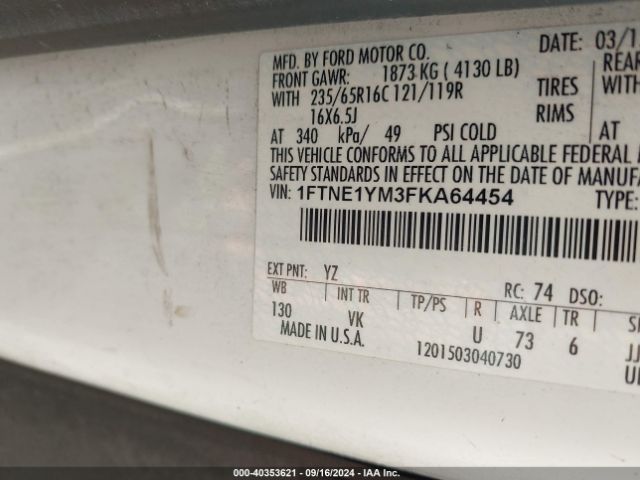 MFD. BY FORD MOTOR CO. DATE: 03/1
FRONT GAWR: 1873 KG ( 4130 LB) REAR
WITH 235/65R16C 121/119R TIRES WITH
16X6.5J RIMS
AT 340 kPa/ 49 PSI COLD AT
THIS VEHICLE CONFORMS TO ALL APPLICABLE FEDERAL
SAFETY STANDARDS IN EFFECT ON THE DATE OF MANUFA
VIN: 1FTNE1YM3FKA64454 TYPE:
EXT PNT: YZ RC: 74 DSO:
WB INT TR TP/PS R AXLE TR
130 VK U 73 6 JJ
MADE IN U.S.A. 1201503040730
00-40353621 - 09/16/2024 - IAA Inc.